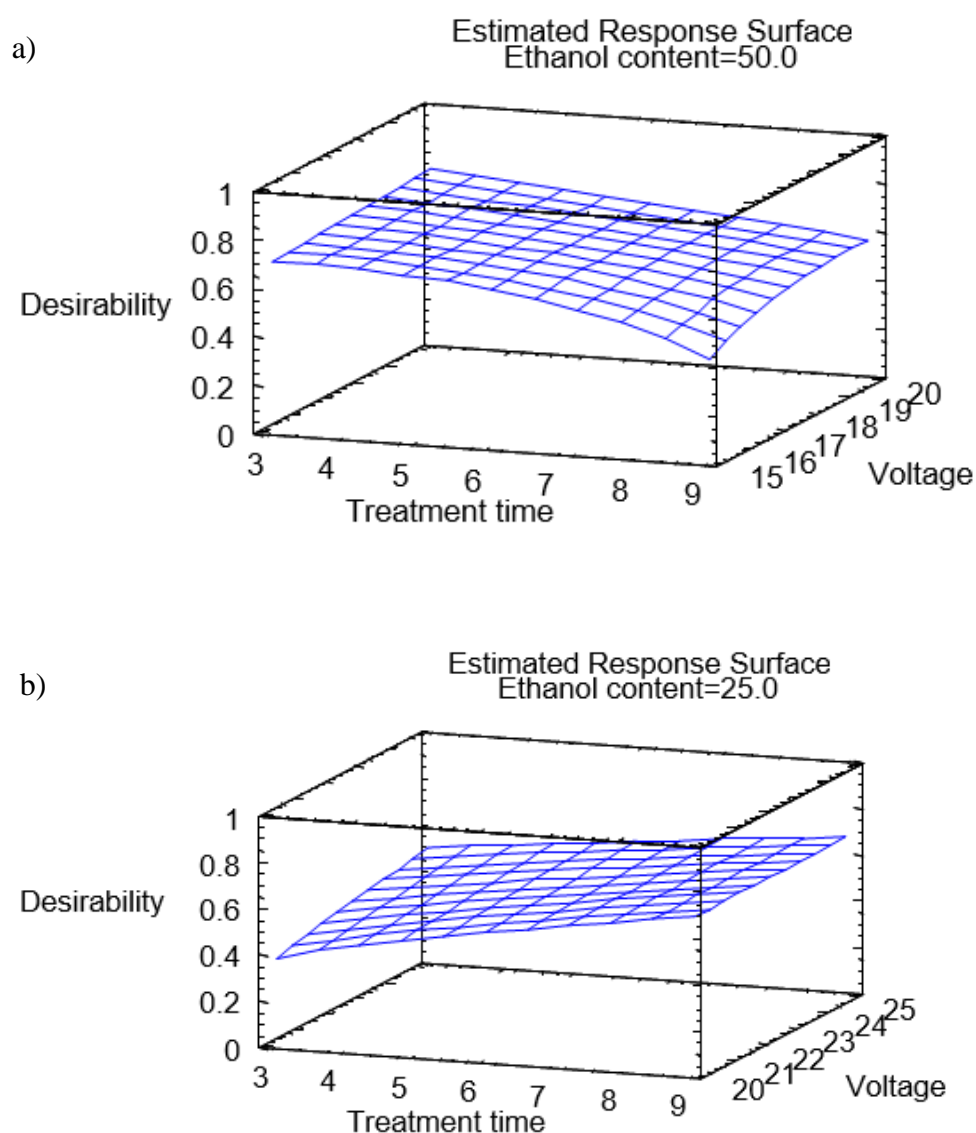 a)
Estimated Response Surface
Ethanol content=50.0
1
0.8
0.6
Desirability
0.4
0.2
0
3 4 5 6 7 8 9
15 16 17 18 19 20
Voltage
Treatment time
b)
Estimated Response Surface
Ethanol content=25.0
1
0.8
Desirability
0.6
0.4
0.2
0
3 4 5 6 7 8 9
20 21 22 23 24 25
Voltage
Treatment time